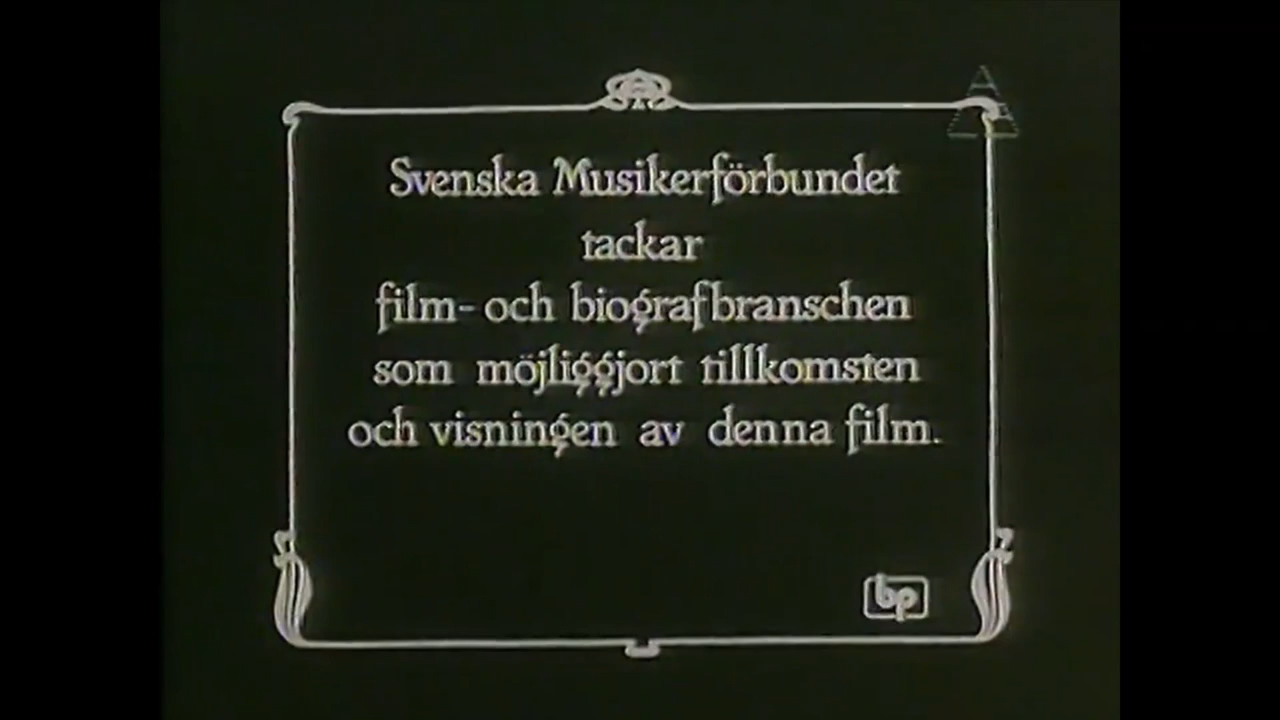 Svenska Musikerförbundet
tackar
film- och biografbranschen
som möjliggjort tillkomsten
och visningen av denna film.
bp